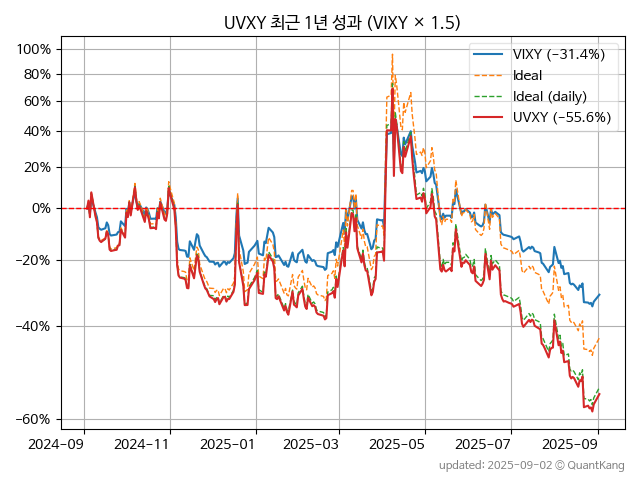 UVXY 최근 1년 성과 (VIXY × 1.5)
100%
80%
60%
40%
20%
0%
−20%
−40%
−60%
VIXY (−31.4%)
Ideal
Ideal (daily)
UVXY (−55.6%)
2024-09
2024-11
2025-01
2025-03
2025-05
2025-07
2025-09
updated: 2025-09-02 © QuantKang